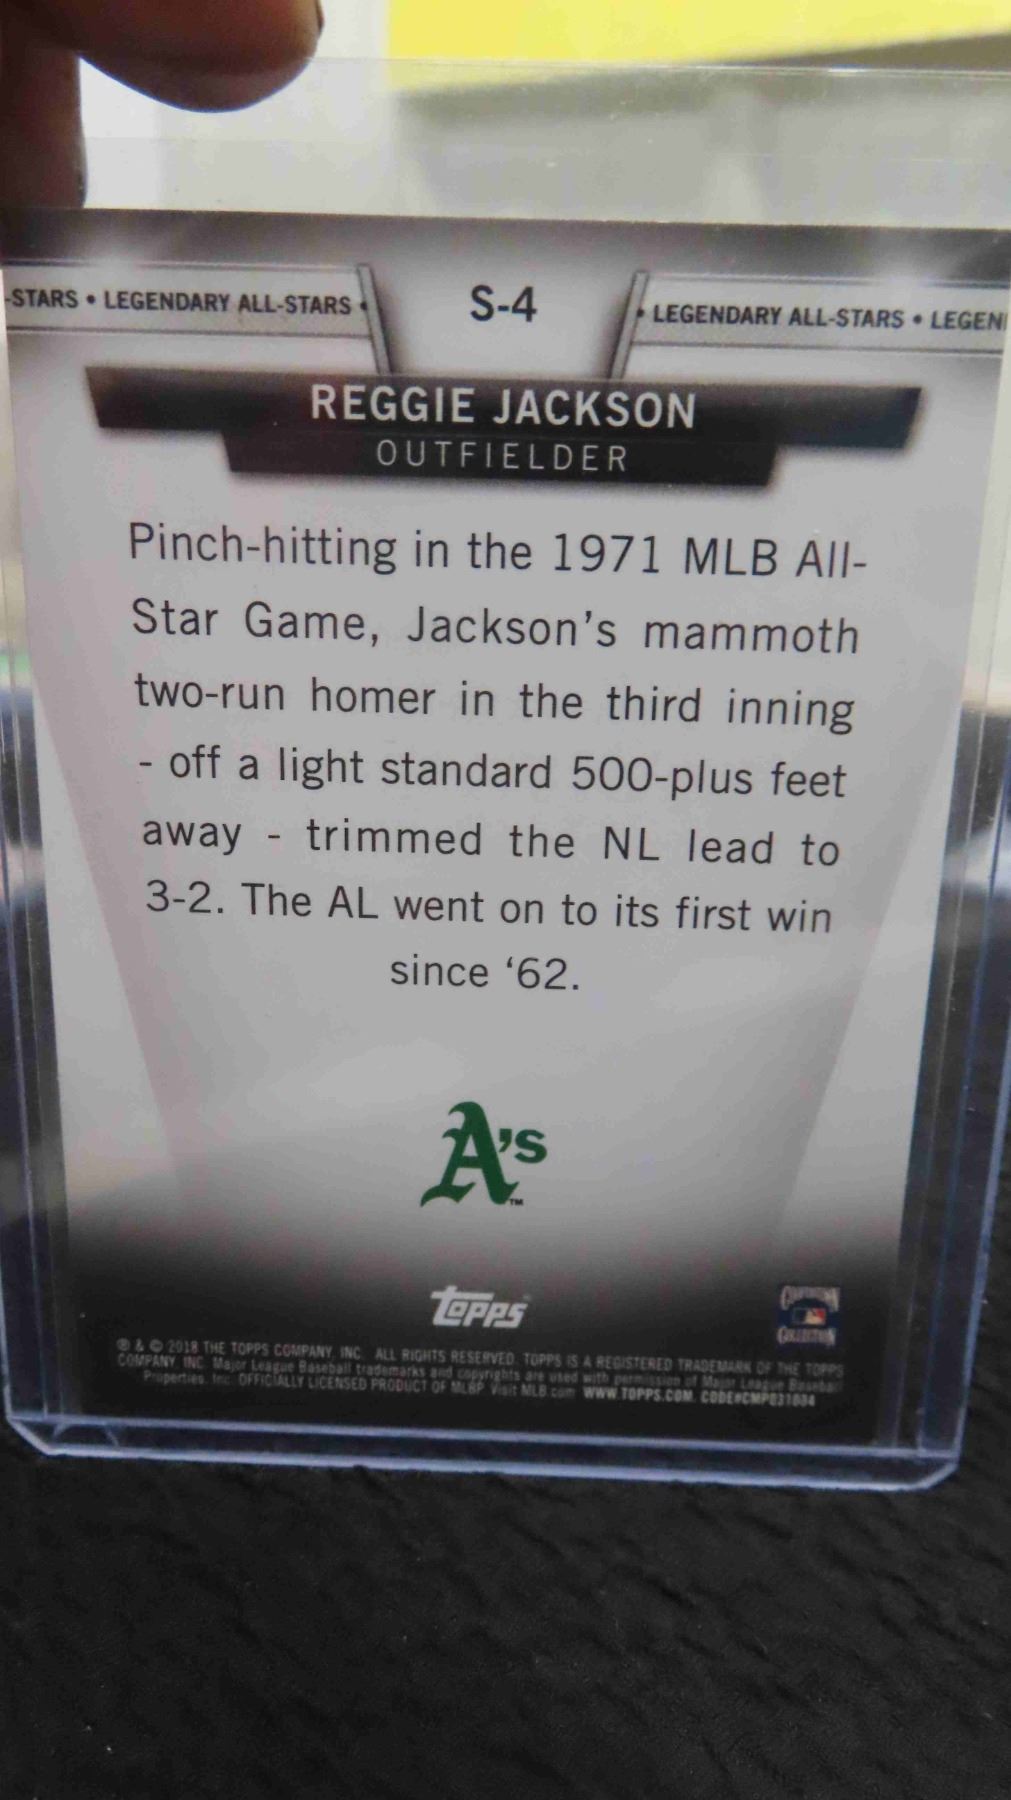 -STARS • LEGENDARY ALL-STARS •
S-4
• LEGENDARY ALL-STARS • LEGEN
REGGIE JACKSON
OUTFIELDER
Pinch-hitting in the 1971 MLB All-
Star Game, Jackson's mammoth
two-run homer in the third inning
- off a light standard 500-plus feet
away - trimmed the NL lead to
3-2. The AL went on to its first win
since ‘62.
A's
TM
Topps
® & © 2018 THE TOPPS COMPANY, INC. ALL RIGHTS RESERVED. TOPPS IS A REGISTERED TRADEMARK OF THE TOPPS
COMPANY, INC. Major League Baseball trademarks and copyrights are used with permission of Major League Baseball
Properties, Inc. OFFICIALLY LICENSED PRODUCT OF MLBP Visit MLB.com WWW.TOPPS.COM. CODE#CMP031084
COLLECTION